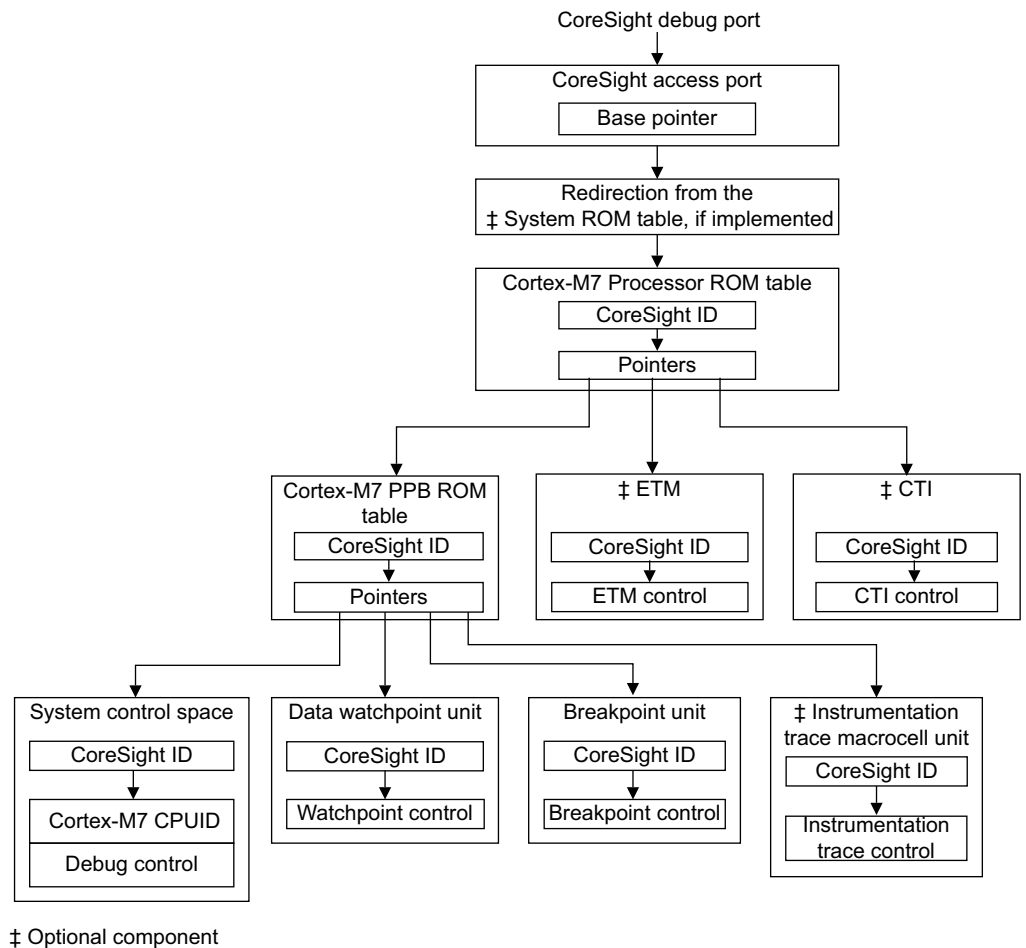 CoreSight debug port
CoreSight access port
Base pointer
Redirection from the
‡ System ROM table, if implemented
Cortex-M7 Processor ROM table
CoreSight ID
Pointers
Cortex-M7 PPB ROM
table
CoreSight ID
Pointers
‡ ETM
CoreSight ID
ETM control
‡ CTI
CoreSight ID
CTI control
System control space
CoreSight ID
Cortex-M7 CPUID
Debug control
Data watchpoint unit
CoreSight ID
Watchpoint control
Breakpoint unit
CoreSight ID
Breakpoint control
‡ Instrumentation
trace macrocell unit
CoreSight ID
Instrumentation
trace control
‡ Optional component